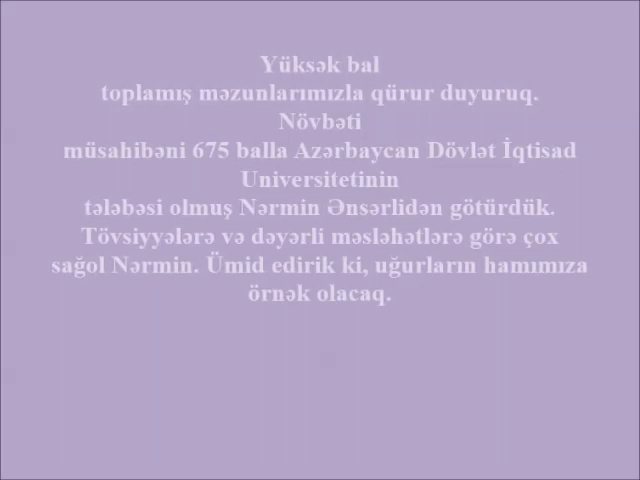 Yüksək bal
toplamış məzunlarımızla qürur duyuruq.
Növbəti
müsahibəni 675 balla Azərbaycan Dövlət İqtisad
Universitetinin
tələbəsi olmuş Nərmin Ənsərlidən götürdük.
Tövsiyyələrə və dəyərli məsləhətlərə görə çox
sağol Nərmin. Ümid edirik ki, uğurların hamımıza
örnək olacaq.